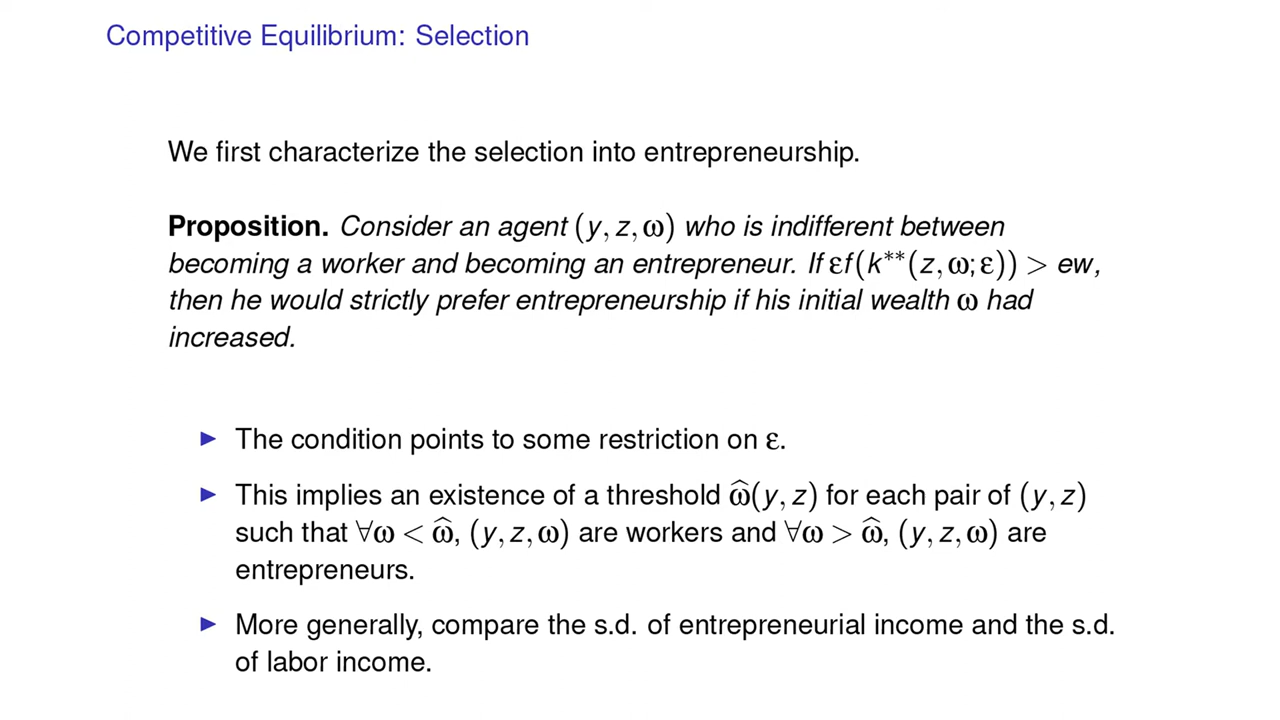 Competitive Equilibrium: Selection
We first characterize the selection into entrepreneurship.
Proposition. Consider an agent (y, z, ω) who is indifferent between
becoming a worker and becoming an entrepreneur. If εf(k**(z, ω; ε)) > ew,
then he would strictly prefer entrepreneurship if his initial wealth ω had
increased.
▶ The condition points to some restriction on ε.
▶ This implies an existence of a threshold ω̂(y, z) for each pair of (y, z)
such that ∀ω < ω̂, (y, z, ω) are workers and ∀ω > ω̂, (y, z, ω) are
entrepreneurs.
▶ More generally, compare the s.d. of entrepreneurial income and the s.d.
of labor income.